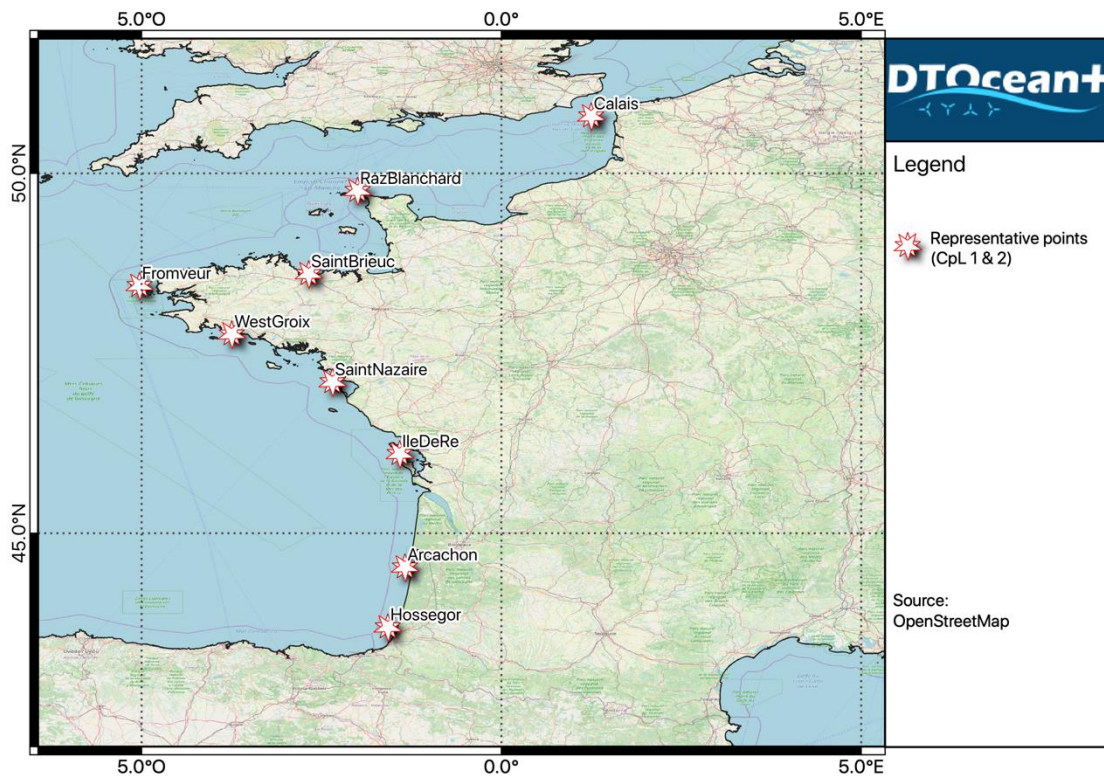 5.0°O 0.0° 5.0°E
DTOcean+
Calais
Legend
50.0°N
RazBlanchard
Representative points
(CpL 1 & 2)
SaintBrieuc
Fromveur
WestGroix
SaintNazaire
IleDeRe
45.0°N
Arcachon
Source:
OpenStreetMap
Hossegor
5.0°O 0.0° 5.0°E